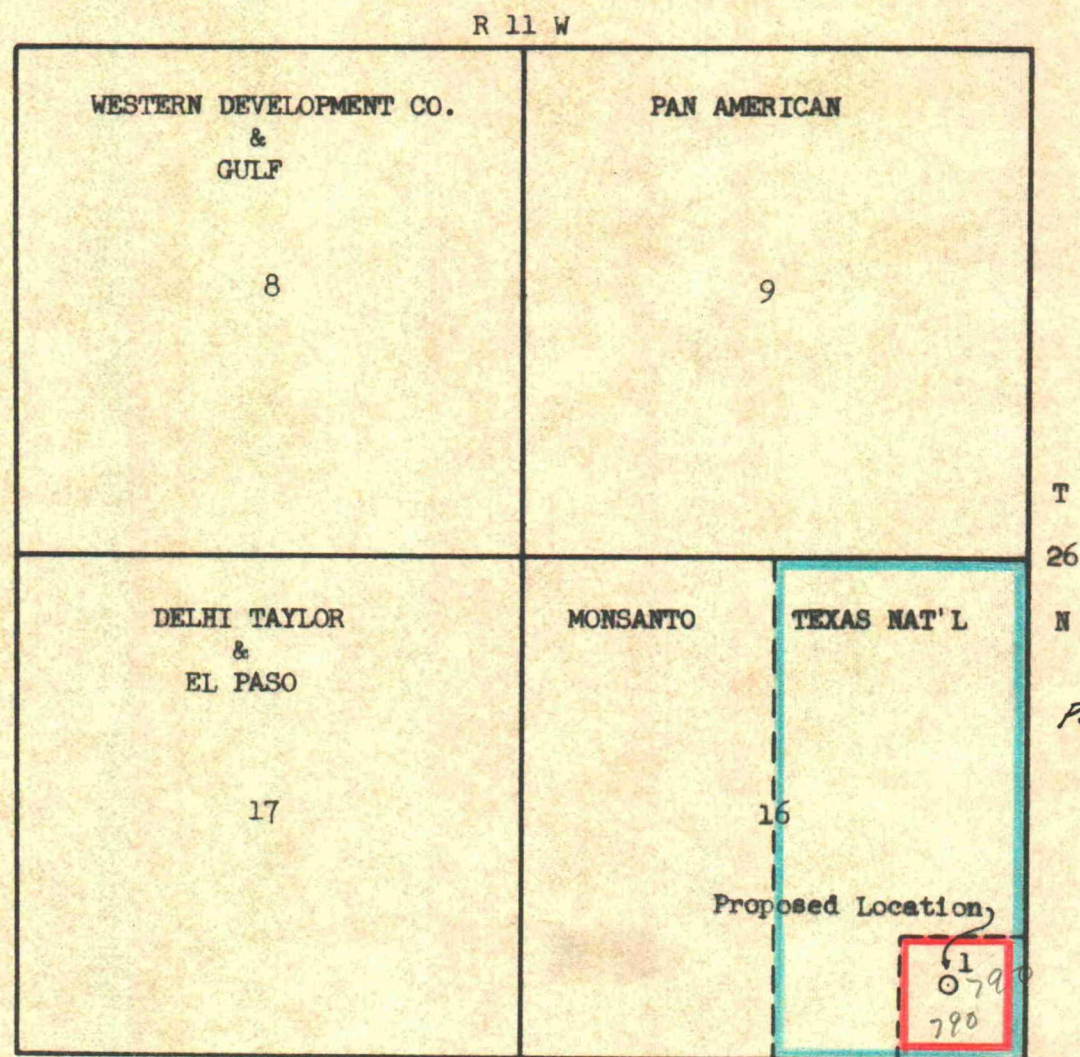 R 11 W
WESTERN DEVELOPMENT CO.
&
GULF
8
PAN AMERICAN
9
T
26
N
DELHI TAYLOR
&
EL PASO
17
MONSANTO
TEXAS NAT'L
16
Proposed Location
1
790
790